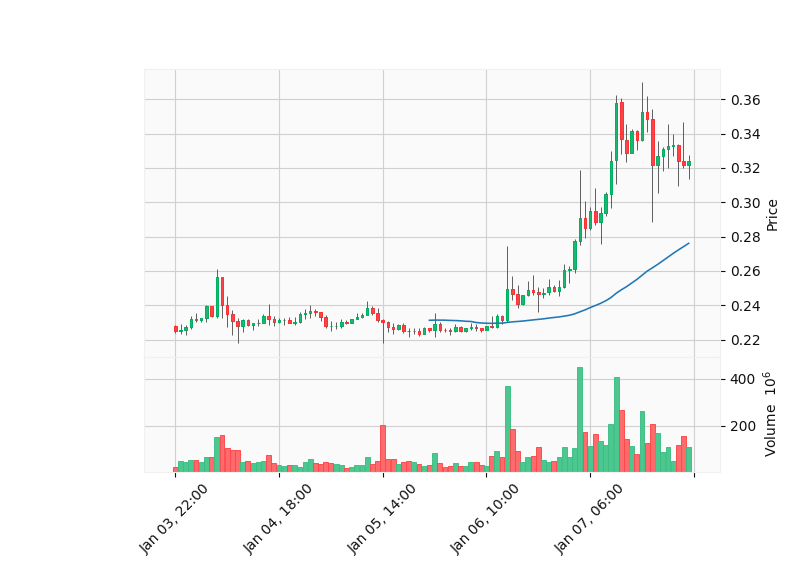 0.36
0.34
0.32
0.30
0.28
0.26
0.24
0.22
Price
400
200
Volume 10⁶
Jan 03, 22:00
Jan 04, 18:00
Jan 05, 14:00
Jan 06, 10:00
Jan 07, 06:00